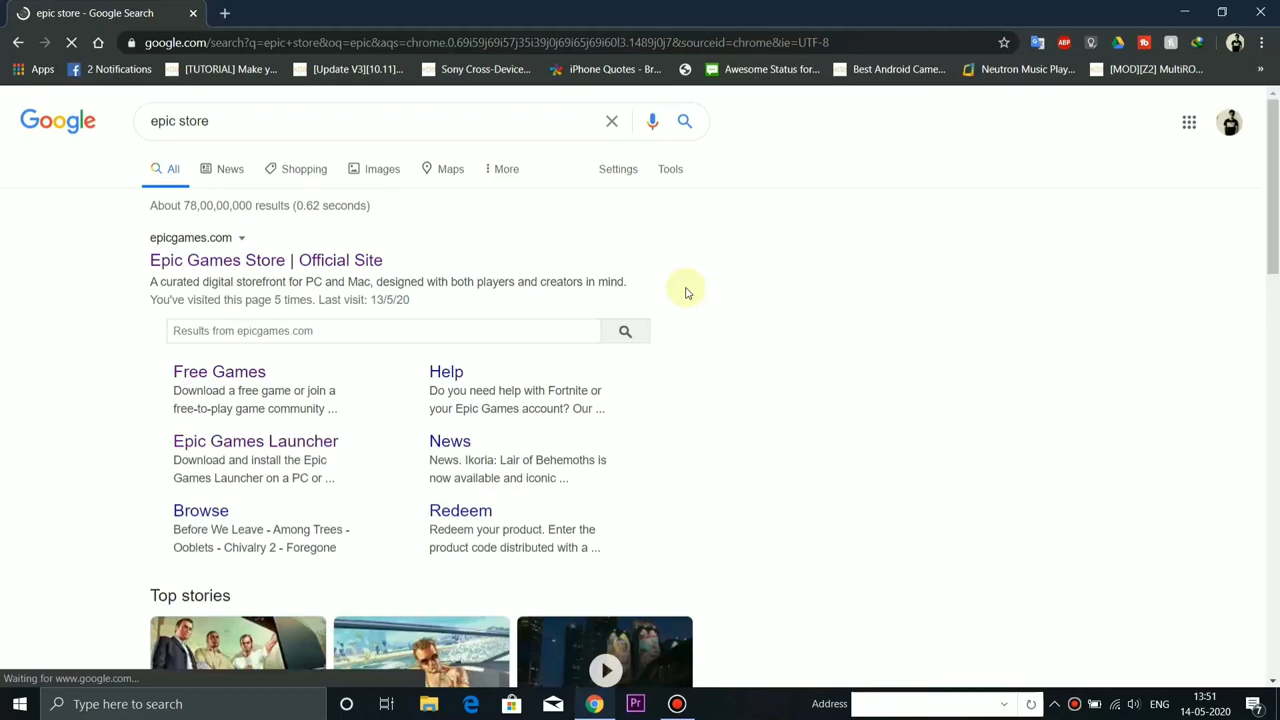 epic store - Google Search
google.com/search?q=epic+store&oq=epic&aqs=chrome.0.69i59j69i57j35i39j0j69i65j69i60l3.1489j0j7&sourceid=chrome&ie=UTF-8
ABP
Apps
2 Notifications
[TUTORIAL] Make y...
[Update V3][10.11]...
Sony Cross-Device...
iPhone Quotes - Br...
Awesome Status for...
Best Android Came...
Neutron Music Play...
[MOD][Z2] MultiRO...
»
Google
epic store
All
News
Shopping
Images
Maps
More
Settings
Tools
About 78,00,00,000 results (0.62 seconds)
epicgames.com
Epic Games Store | Official Site
A curated digital storefront for PC and Mac, designed with both players and creators in mind.
You've visited this page 5 times. Last visit: 13/5/20
Results from epicgames.com
Free Games
Download a free game or join a
free-to-play game community ...
Help
Do you need help with Fortnite or
your Epic Games account? Our ...
Epic Games Launcher
Download and install the Epic
Games Launcher on a PC or ...
News
News. Ikoria: Lair of Behemoths is
now available and iconic ...
Browse
Before We Leave - Among Trees -
Ooblets - Chivalry 2 - Foregone
Redeem
Redeem your product. Enter the
product code distributed with a ...
Top stories
Waiting for www.google.com...
Type here to search
Pr
Address
ENG
13:51
14-05-2020
7